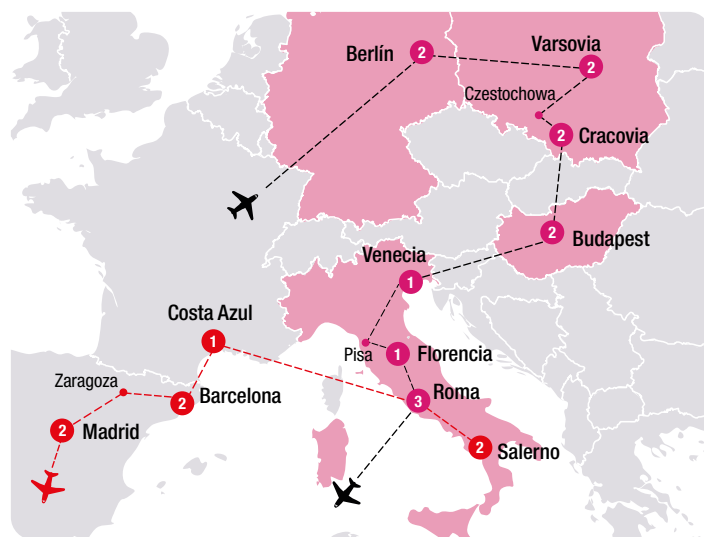 Berlín
2
Varsovia
2
Czestochowa
2
Cracovia
2
Budapest
Venecia
1
Costa Azul
1
Pisa
1
Florencia
Zaragoza
2
Barcelona
Roma
3
2
Madrid
2
Salerno